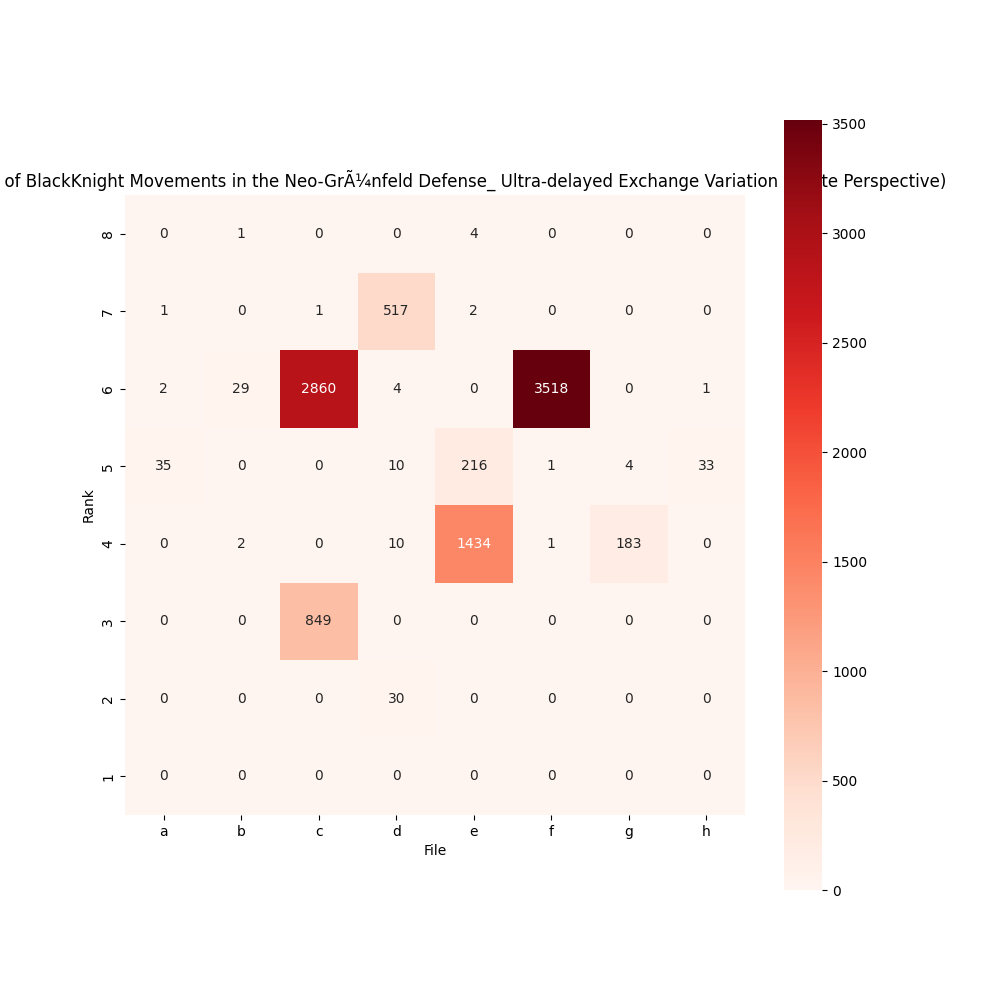 of BlackKnight Movements in the Neo-GrÃ¼nfeld Defense_ Ultra-delayed Exchange Variation te Perspective)
Rank
8 0 1 0 0 4 0 0 0
7 1 0 1 517 2 0 0 0
6 2 29 2860 4 0 3518 0 1
5 35 0 0 10 216 1 4 33
4 0 2 0 10 1434 1 183 0
3 0 0 849 0 0 0 0 0
2 0 0 0 30 0 0 0 0
1 0 0 0 0 0 0 0 0
a b c d e f g h
File
3500
3000
2500
2000
1500
1000
500
0